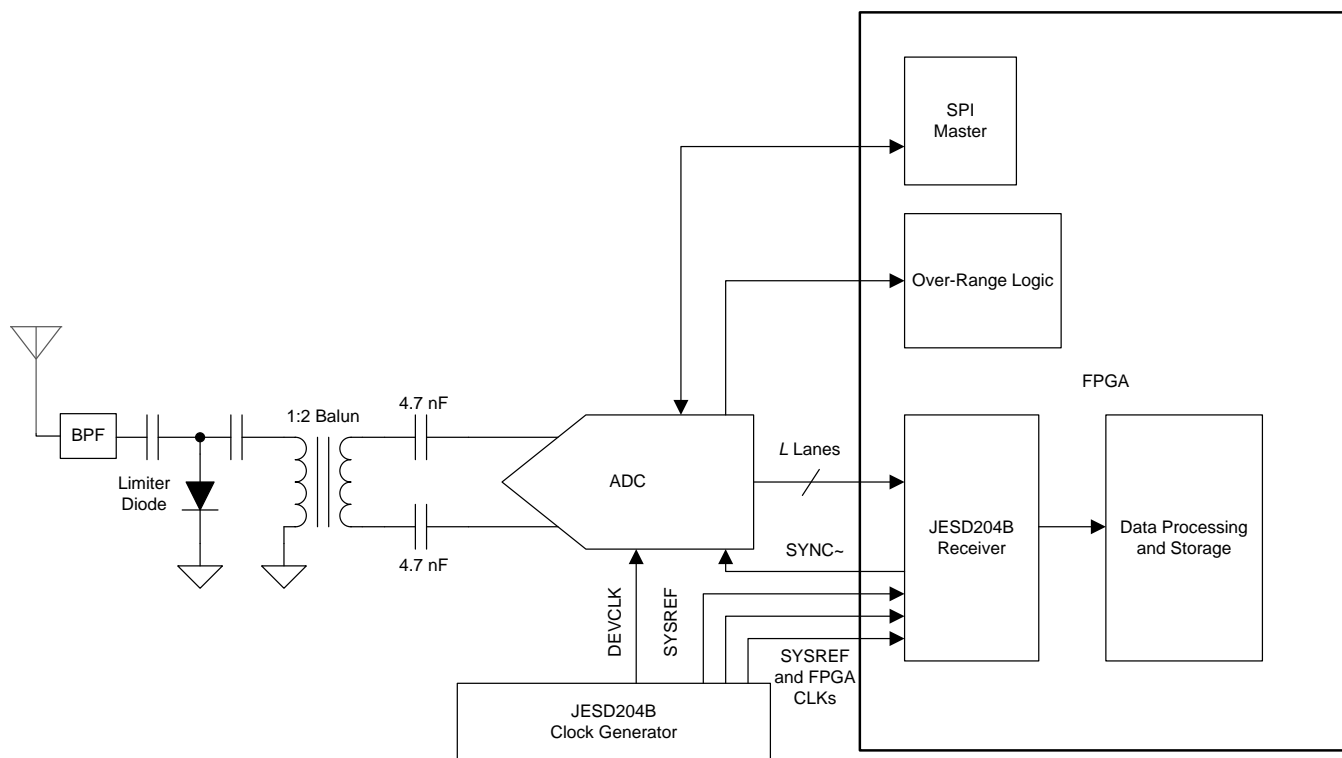 SPI
Master
Over-Range Logic
FPGA
1:2 Balun
4.7 nF
BPF
Limiter
Diode
ADC
L Lanes
JESD204B
Receiver
Data Processing
and Storage
4.7 nF
SYNC~
DEVCLK
SYSREF
SYSREF
and FPGA
CLKs
JESD204B
Clock Generator